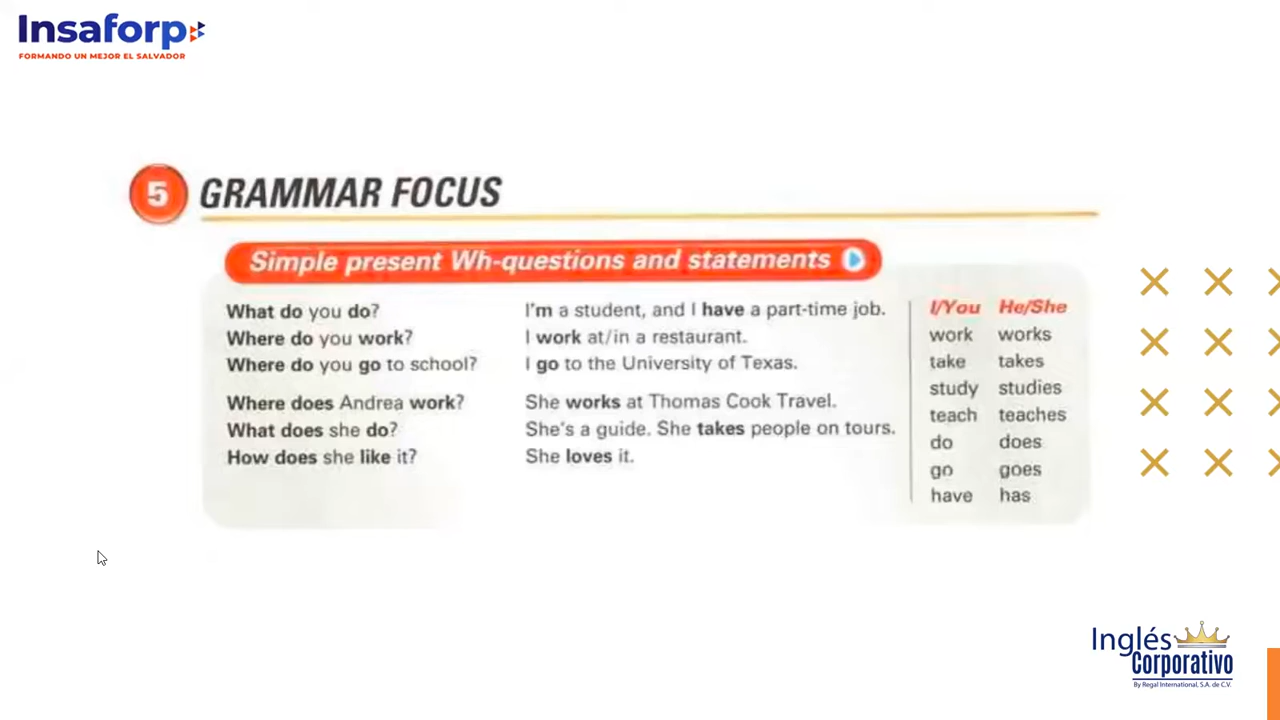 Insaforp
FORMANDO UN MEJOR EL SALVADOR
5 GRAMMAR FOCUS
Simple present Wh-questions and statements
What do you do? I'm a student, and I have a part-time job.
Where do you work? I work at/in a restaurant.
Where do you go to school? I go to the University of Texas.
Where does Andrea work? She works at Thomas Cook Travel.
What does she do? She's a guide. She takes people on tours.
How does she like it? She loves it.
I/You He/She
work works
take takes
study studies
teach teaches
do does
go goes
have has
Inglés
Corporativo
By Regal International, S.A. de C.V.